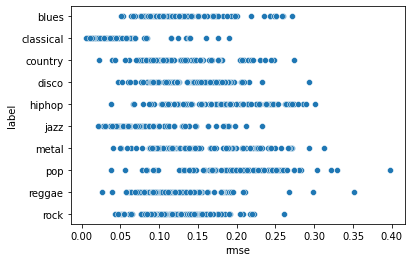 blues
classical
country
disco
hiphop
jazz
metal
pop
reggae
rock
label
0.00 0.05 0.10 0.15 0.20 0.25 0.30 0.35 0.40
rmse